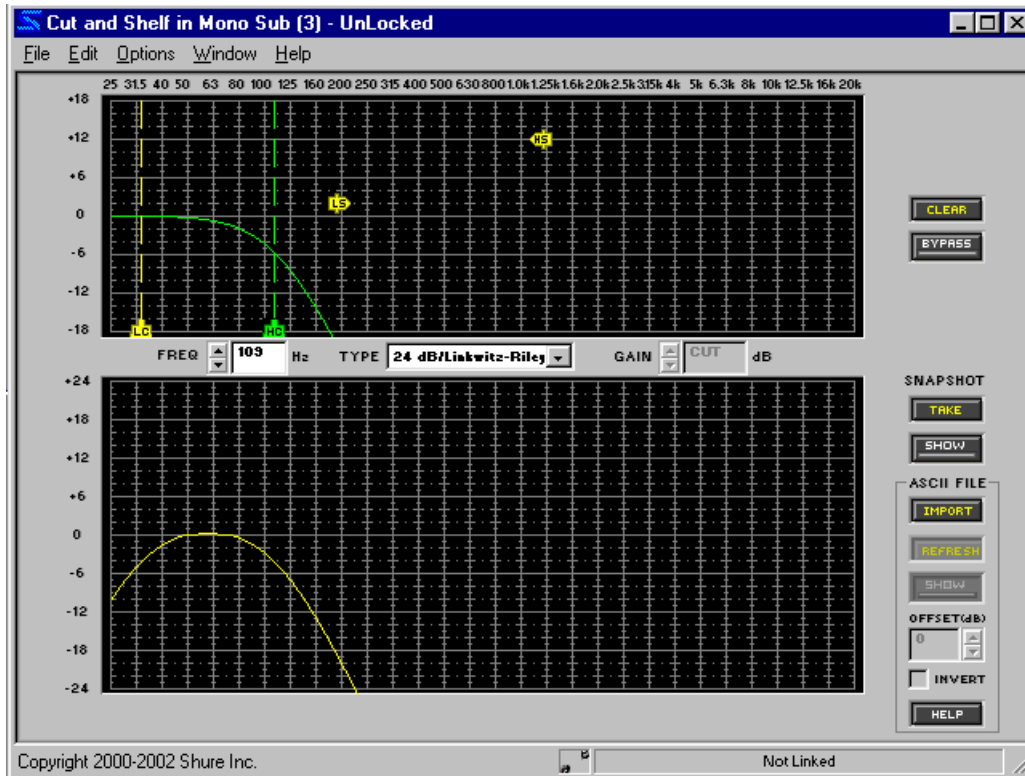 Cut and Shelf in Mono Sub (3) - UnLocked
File Edit Options Window Help
25 31.5 40 50 63 80 100 125 160 200 250 315 400 500 630 800 1.0k 1.25k 1.6k 2.0k 2.5k 3.15k 4k 5k 6.3k 8k 10k 12.5k 16k 20k
+18
+12
+6
0
-6
-12
-18
HS
LS
LC
HC
CLEAR
BYPASS
FREQ 109 Hz TYPE 24 dB/Linkwitz-Riley GAIN CUT dB
+24
+18
+12
+6
0
-6
-12
-18
-24
SNAPSHOT
TAKE
SHOW
ASCII FILE
IMPORT
REFRESH
SHOW
OFFSET(dB)
0
INVERT
HELP
Copyright 2000-2002 Shure Inc. Not Linked